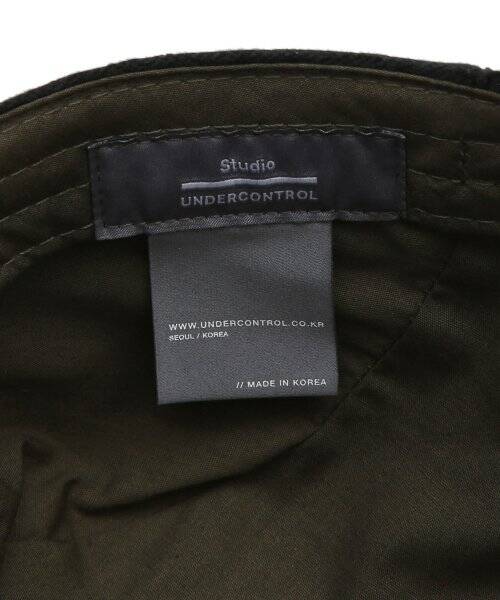 Studio
UNDERCONTROL
WWW.UNDERCONTROL.CO.KR
SEOUL / KOREA
// MADE IN KOREA